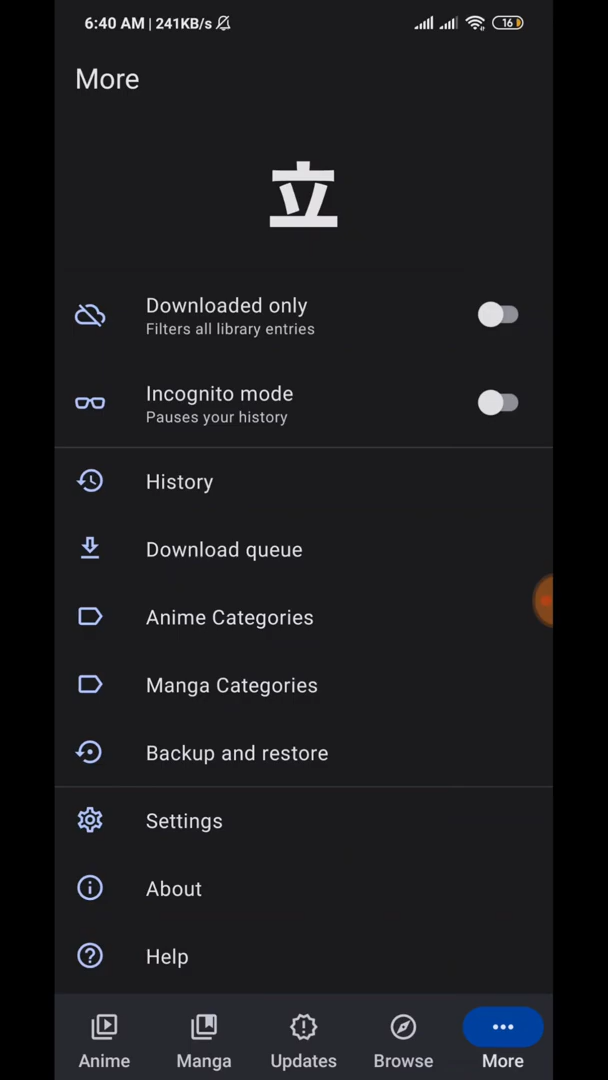 6:40 AM | 241KB/s
16
More
立
Downloaded only
Filters all library entries
Incognito mode
Pauses your history
History
Download queue
Anime Categories
Manga Categories
Backup and restore
Settings
About
Help
Anime
Manga
Updates
Browse
More